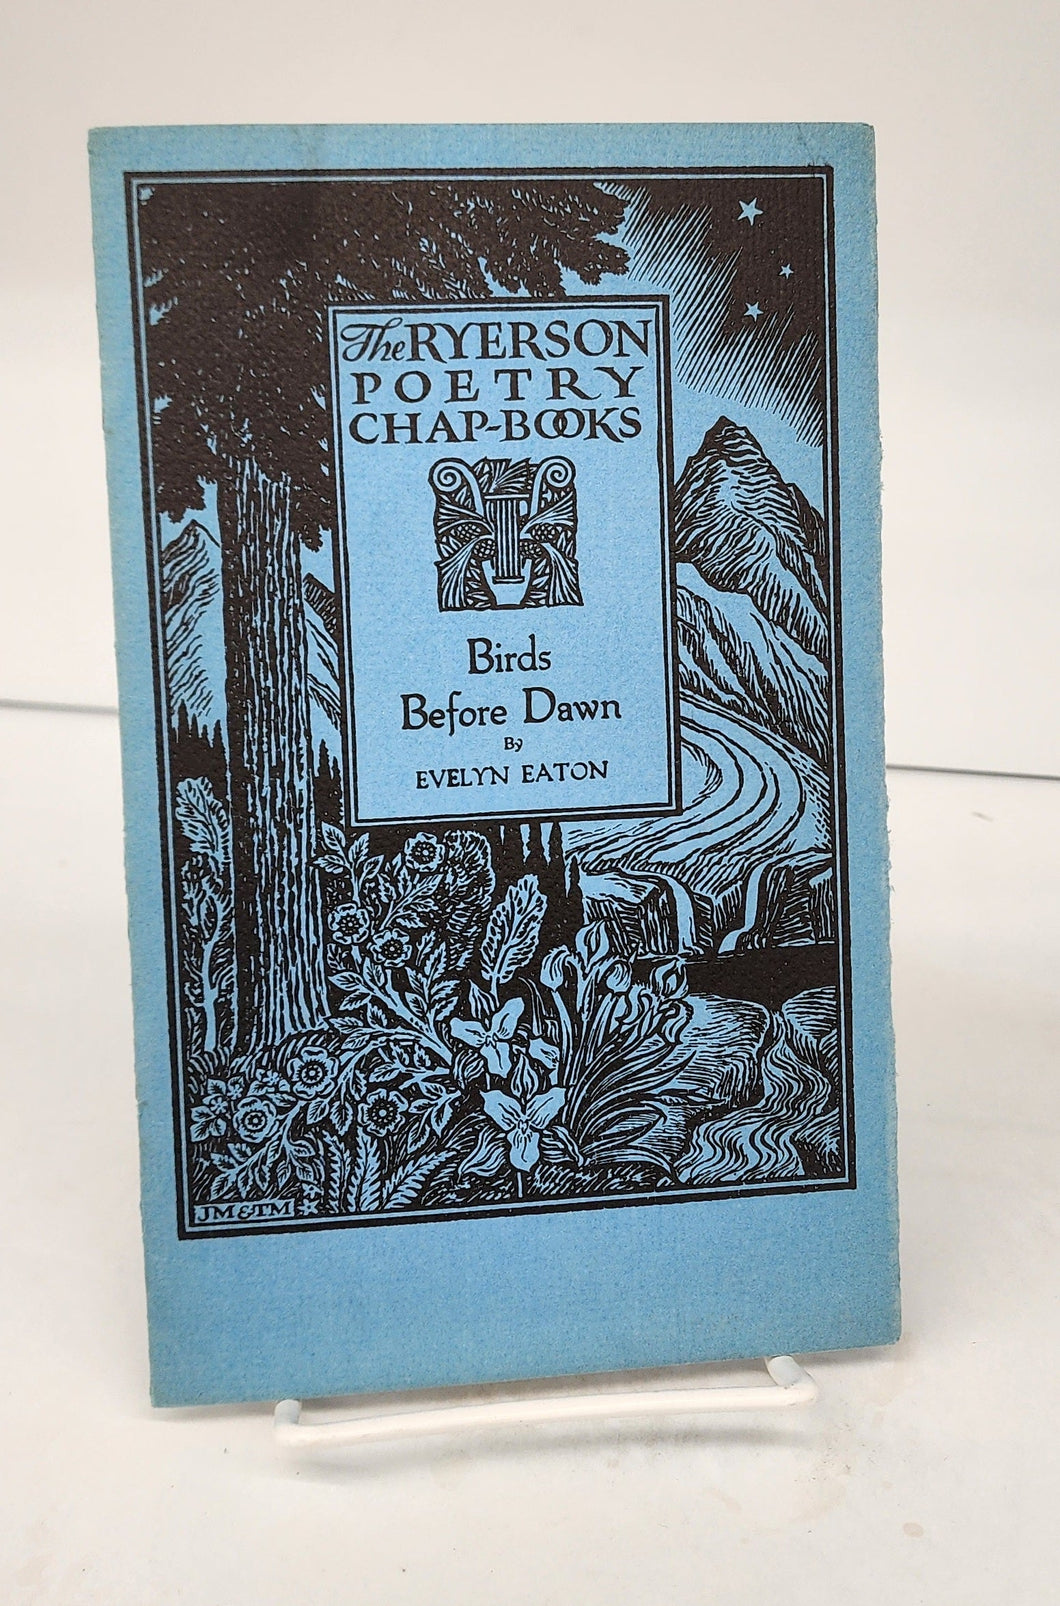 The RYERSON
POETRY
CHAP-BOOKS
Birds
Before Dawn
By
EVELYN EATON
JM & TM